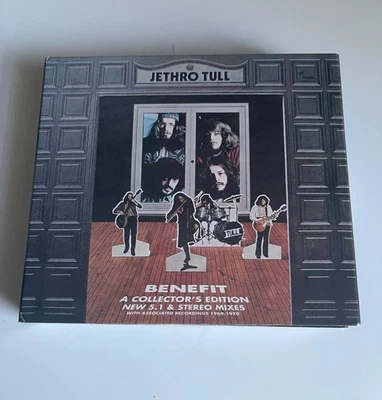 JETHRO TULL
TULL
BENEFIT
A COLLECTOR'S EDITION
NEW 5.1 & STEREO MIXES
WITH ASSOCIATED RECORDINGS 1969-1970